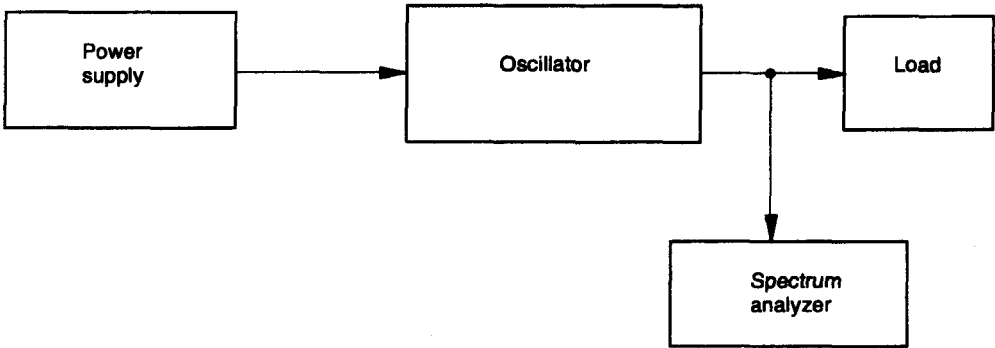 Power
supply
Oscillator
Load
Spectrum
analyzer